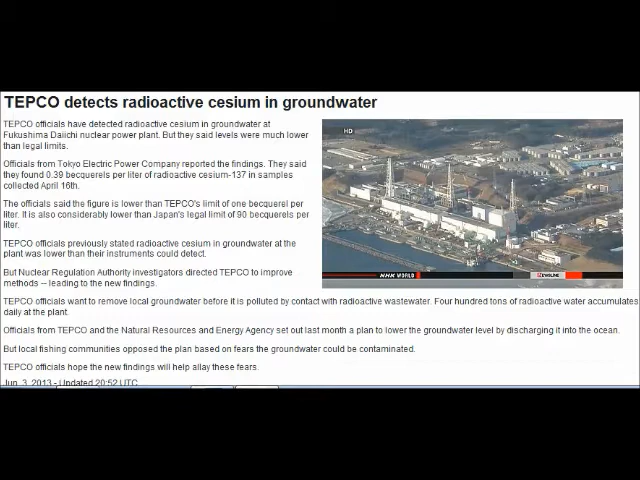 TEPCO detects radioactive cesium in groundwater
TEPCO officials have detected radioactive cesium in groundwater at
Fukushima Daiichi nuclear power plant. But they said levels were much lower
than legal limits.
Officials from Tokyo Electric Power Company reported the findings. They said
they found 0.39 becquerels per liter of radioactive cesium-137 in samples
collected April 16th.
The officials said the figure is lower than TEPCO's limit of one becquerel per
liter. It is also considerably lower than Japan's legal limit of 90 becquerels per
liter.
TEPCO officials previously stated radioactive cesium in groundwater at the
plant was lower than their instruments could detect.
But Nuclear Regulation Authority investigators directed TEPCO to improve
methods -- leading to the new findings.
TEPCO officials want to remove local groundwater before it is polluted by contact with radioactive wastewater. Four hundred tons of radioactive water accumulates
daily at the plant.
Officials from TEPCO and the Natural Resources and Energy Agency set out last month a plan to lower the groundwater level by discharging it into the ocean.
But local fishing communities opposed the plan based on fears the groundwater could be contaminated.
TEPCO officials hope the new findings will help allay these fears.
Jun. 3, 2013 - Updated 20:52 UTC
HD
NHK WORLD
NEWSLINE